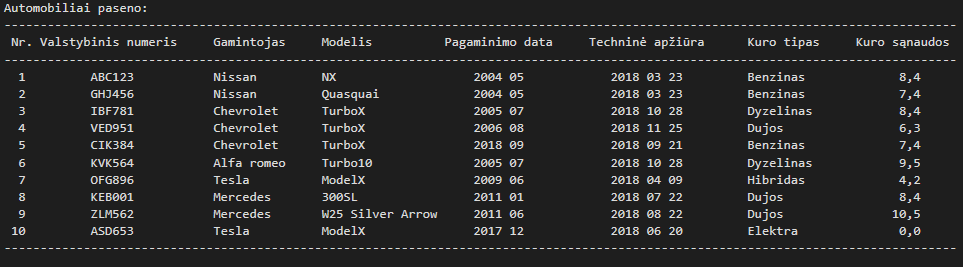 Automobiliai paseno:
---------------------------------------------------------------------------------------------------------------------------------
Nr. Valstybinis numeris Gamintojas Modelis Pagaminimo data Techninė apžiūra Kuro tipas Kuro sąnaudos
---------------------------------------------------------------------------------------------------------------------------------
1 ABC123 Nissan NX 2004 05 2018 03 23 Benzinas 8,4
2 GHJ456 Nissan Quasquai 2004 05 2018 03 23 Benzinas 7,4
3 IBF781 Chevrolet TurboX 2005 07 2018 10 28 Dyzelinas 8,4
4 VED951 Chevrolet TurboX 2006 08 2018 11 25 Dujos 6,3
5 CIK384 Chevrolet TurboX 2018 09 2018 09 21 Benzinas 7,4
6 KVK564 Alfa romeo Turbo10 2005 07 2018 10 28 Dyzelinas 9,5
7 OFG896 Tesla ModelX 2009 06 2018 04 09 Hibridas 4,2
8 KEB001 Mercedes 300SL 2011 01 2018 07 22 Dujos 8,4
9 ZLM562 Mercedes W25 Silver Arrow 2011 06 2018 08 22 Dujos 10,5
10 ASD653 Tesla ModelX 2017 12 2018 06 20 Elektra 0,0
---------------------------------------------------------------------------------------------------------------------------------